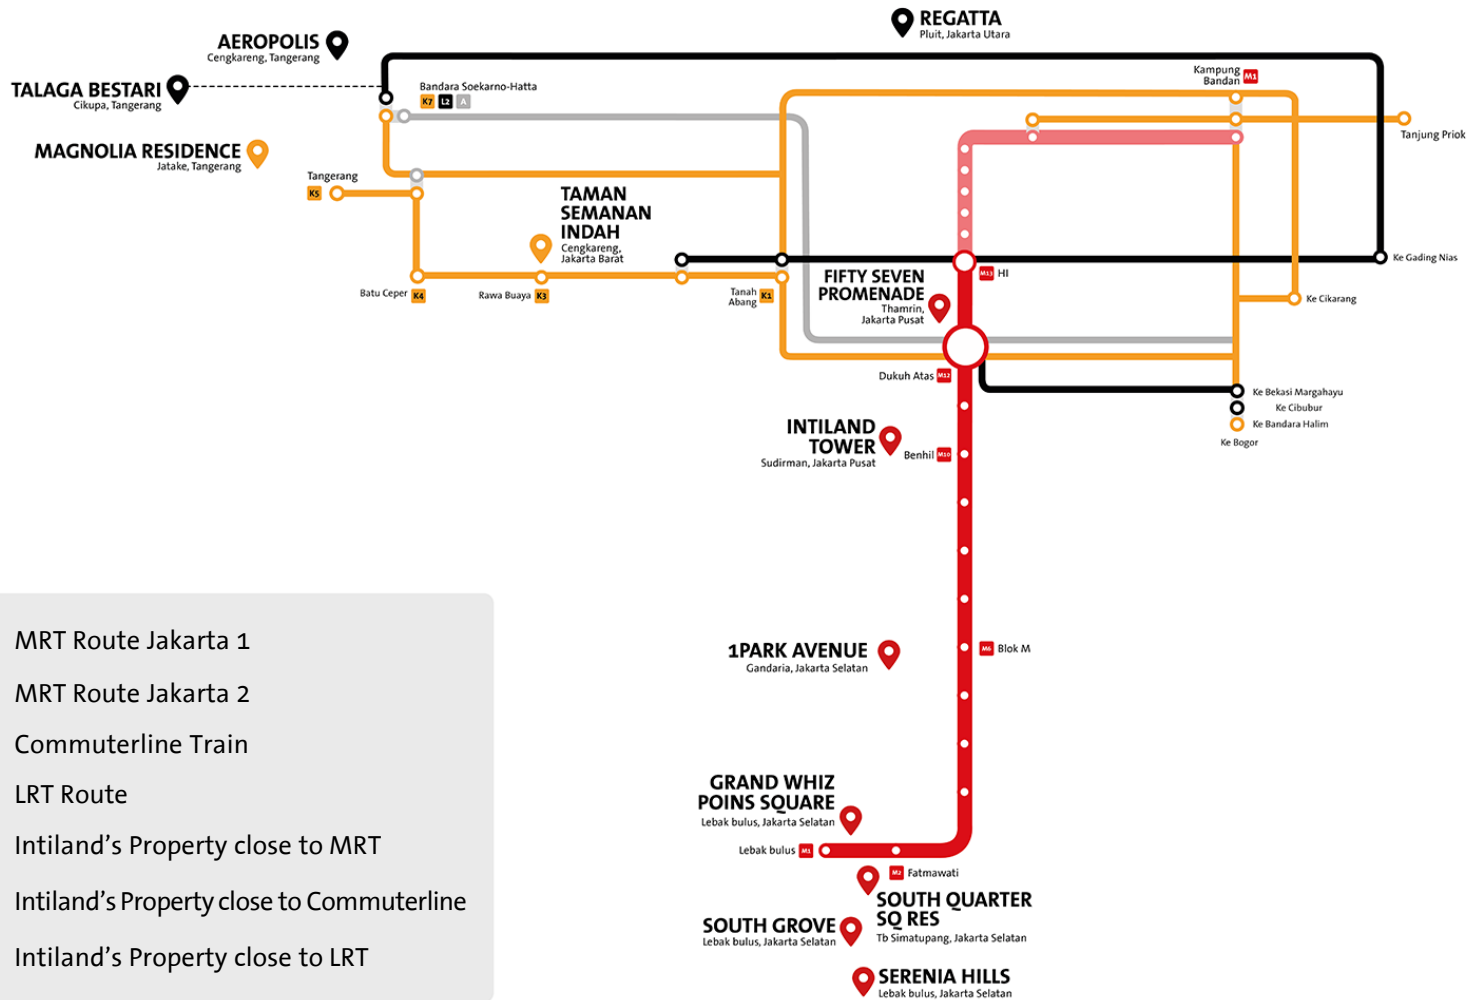 REGATTA
Pluit, Jakarta Utara
AEROPOLIS
Cengkareng, Tangerang
TALAGA BESTARI
Cikupa, Tangerang
Bandara Soekarno-Hatta
K7 L2 A
Kampung
Bandan M1
Tanjung Priok
MAGNOLIA RESIDENCE
Jatake, Tangerang
Tangerang
K5
TAMAN
SEMANAN
INDAH
Cengkareng,
Jakarta Barat
Batu Ceper K4
Rawa Buaya K3
Tanah
Abang K1
M13 HI
Ke Gading Nias
FIFTY SEVEN
PROMENADE
Thamrin,
Jakarta Pusat
Ke Cikarang
Dukuh Atas M12
Ke Bekasi Margahayu
Ke Cibubur
Ke Bandara Halim
Ke Bogor
INTILAND
TOWER
Sudirman, Jakarta Pusat
Benhil M10
1PARK AVENUE
Gandaria, Jakarta Selatan
M6 Blok M
GRAND WHIZ
POINS SQUARE
Lebak bulus, Jakarta Selatan
Lebak bulus M1
M2 Fatmawati
SOUTH QUARTER
SQ RES
Tb Simatupang, Jakarta Selatan
SOUTH GROVE
Lebak bulus, Jakarta Selatan
SERENIA HILLS
Lebak bulus, Jakarta Selatan
MRT Route Jakarta 1
MRT Route Jakarta 2
Commuterline Train
LRT Route
Intiland's Property close to MRT
Intiland's Property close to Commuterline
Intiland's Property close to LRT